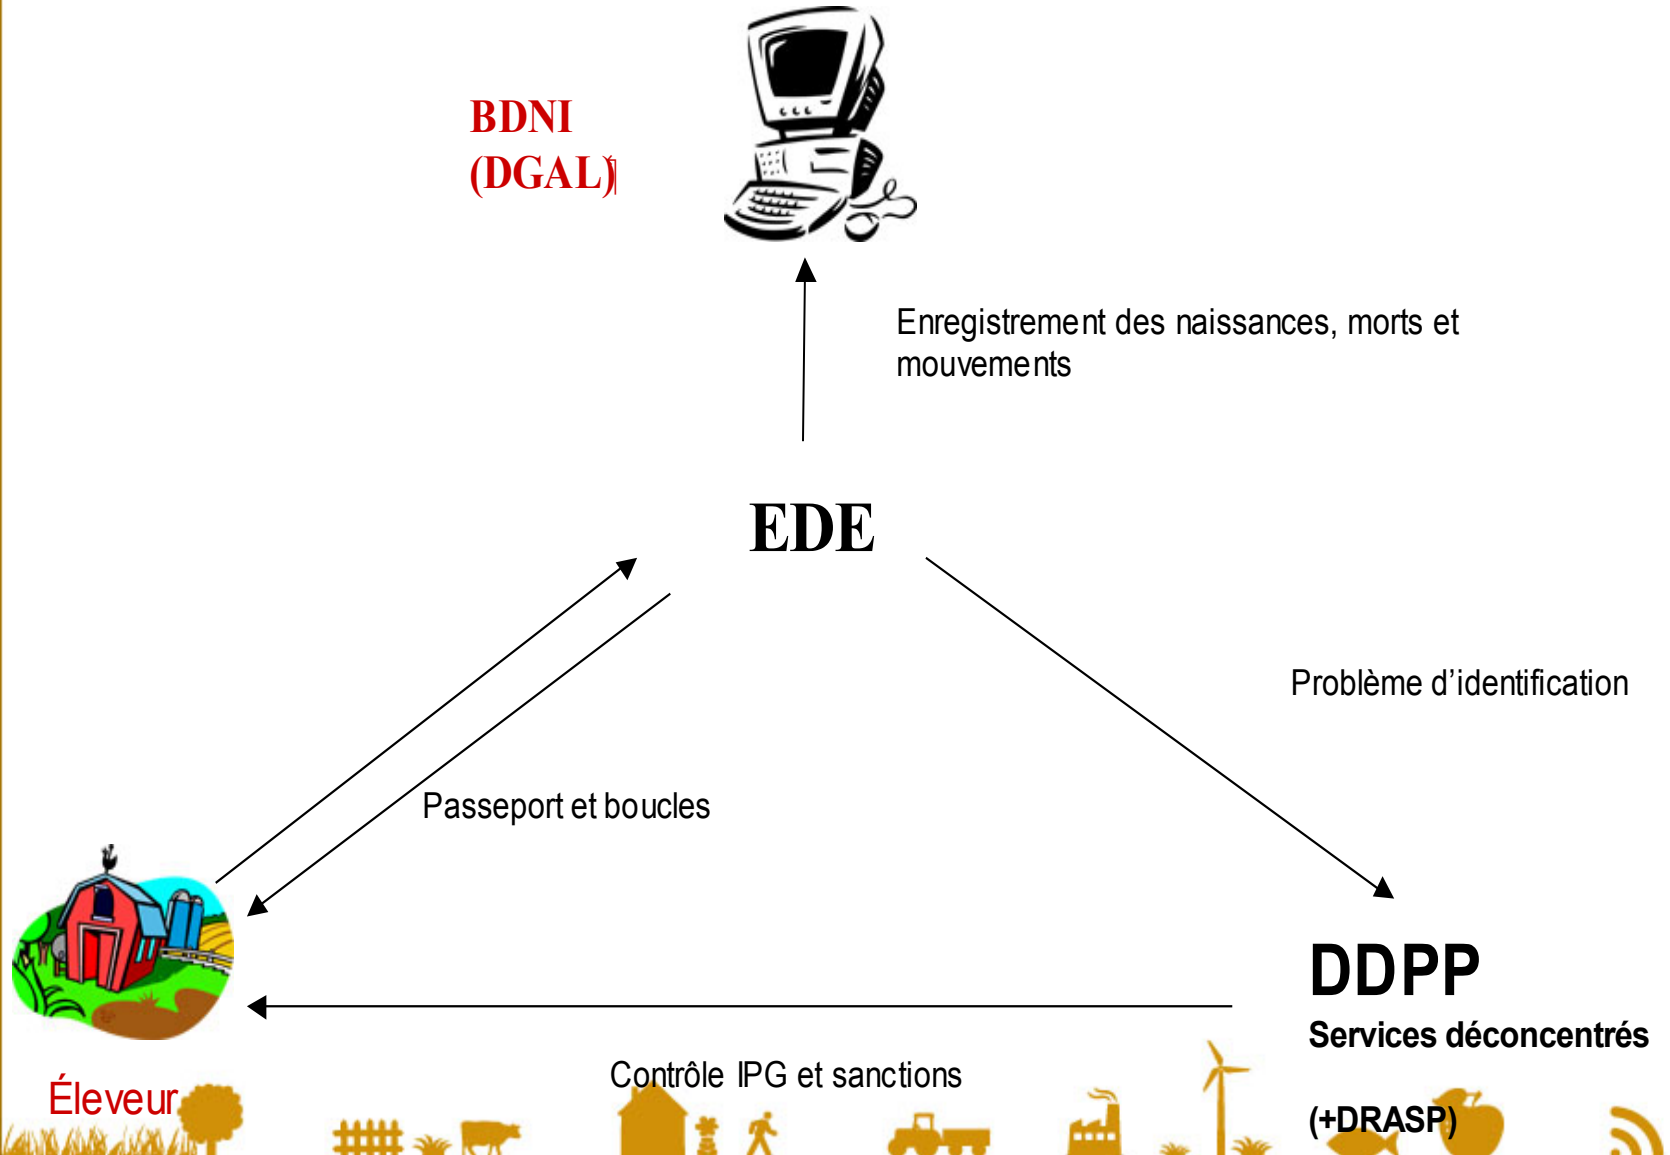 BDNI
(DGAL)
Enregistrement des naissances, morts et
mouvements
EDE
Problème d’identification
Passeport et boucles
DDPP
Services déconcentrés
Contrôle IPG et sanctions
Éleveur
(+DRASP)